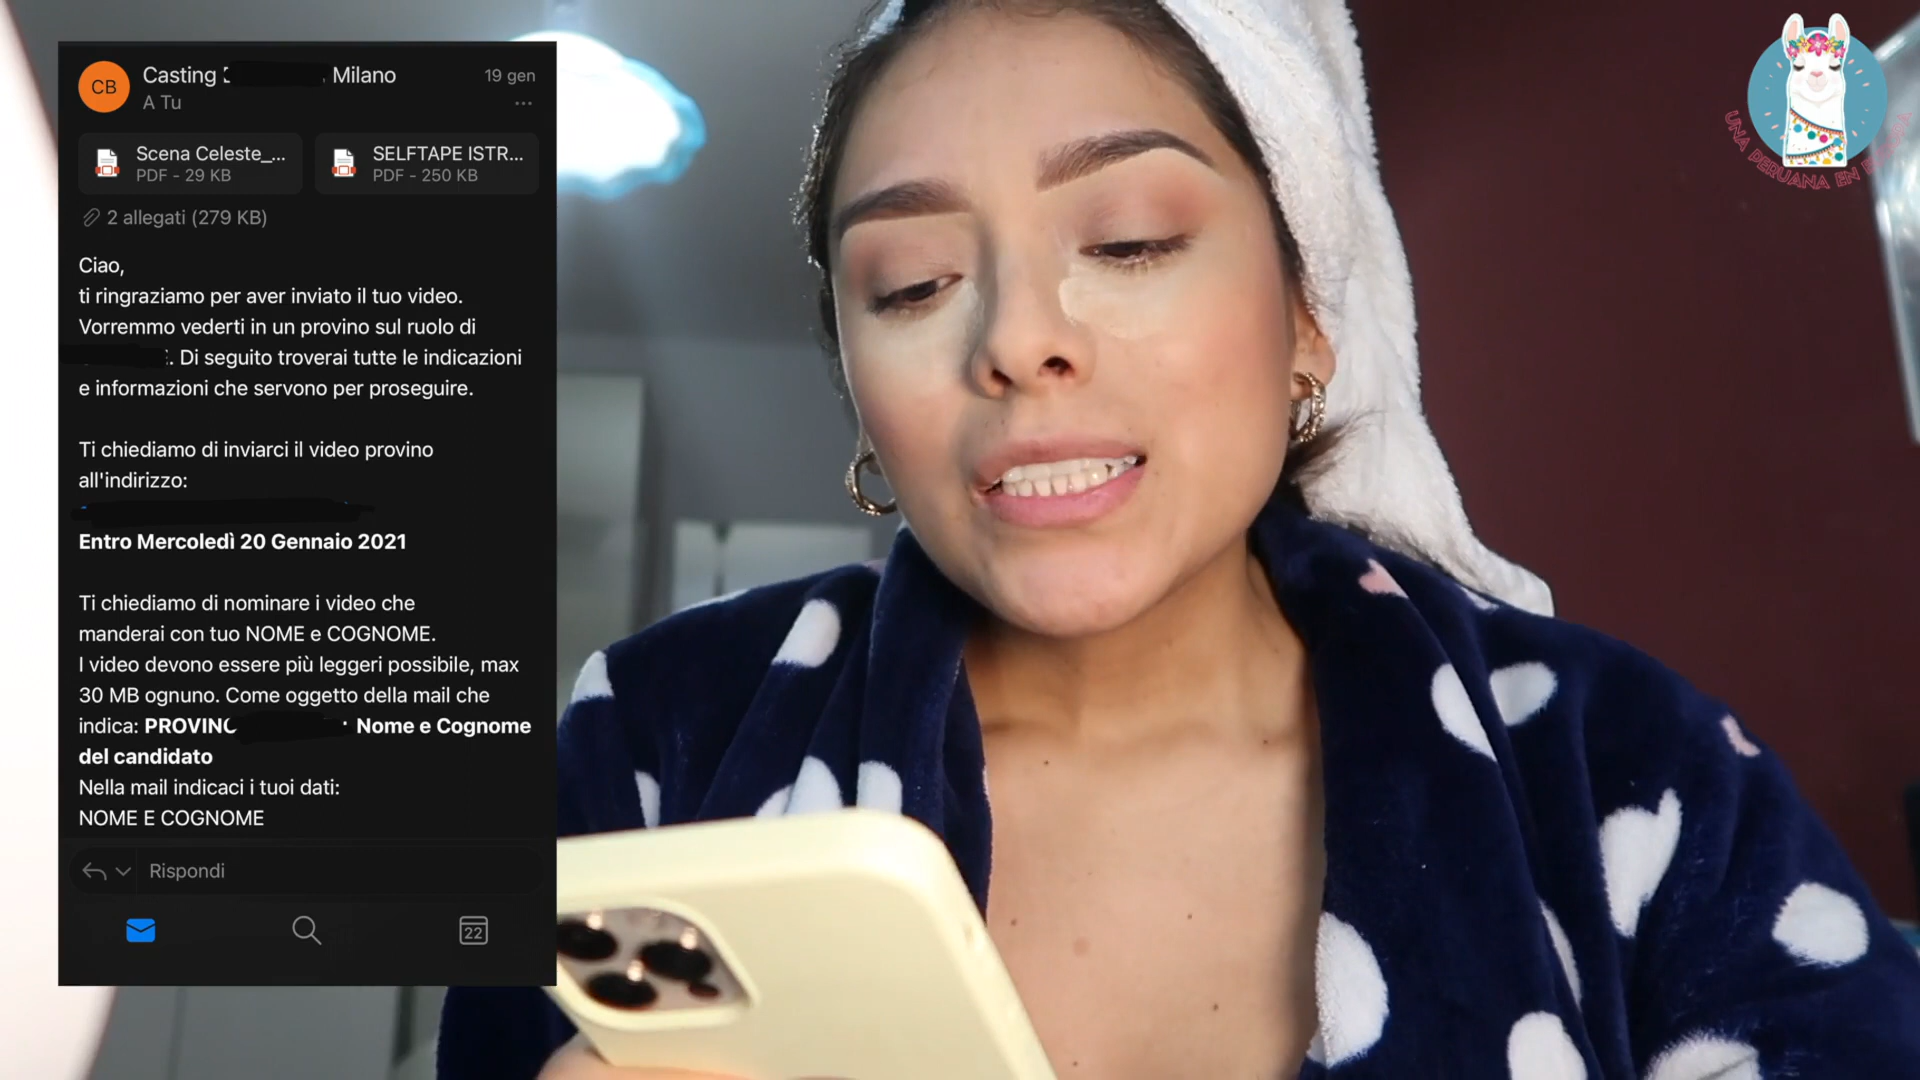 CB
Casting
Milano
19 gen
A Tu
Scena Celeste_...
PDF - 29 KB
SELFTAPE ISTR...
PDF - 250 KB
2 allegati (279 KB)
Ciao,
ti ringraziamo per aver inviato il tuo video.
Vorremmo vederti in un provino sul ruolo di
. Di seguito troverai tutte le indicazioni
e informazioni che servono per proseguire.
Ti chiediamo di inviarci il video provino
all'indirizzo:
Entro Mercoledì 20 Gennaio 2021
Ti chiediamo di nominare i video che
manderai con tuo NOME e COGNOME.
I video devono essere più leggeri possibile, max
30 MB ognuno. Come oggetto della mail che
indica: PROVINO Nome e Cognome
del candidato
Nella mail indicaci i tuoi dati:
NOME E COGNOME
Rispondi
22
UNA PERUANA EN